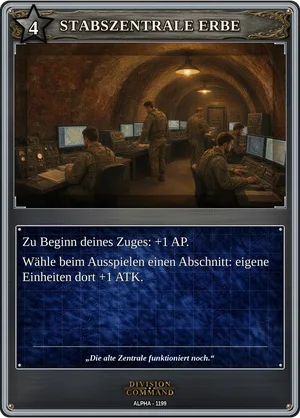 4
STABSZENTRALE ERBE
Zu Beginn deines Zuges: +1 AP.
Wähle beim Ausspielen einen Abschnitt: eigene
Einheiten dort +1 ATK.
„Die alte Zentrale funktioniert noch.“
DIVISION
COMMAND
ALPHA - 1199